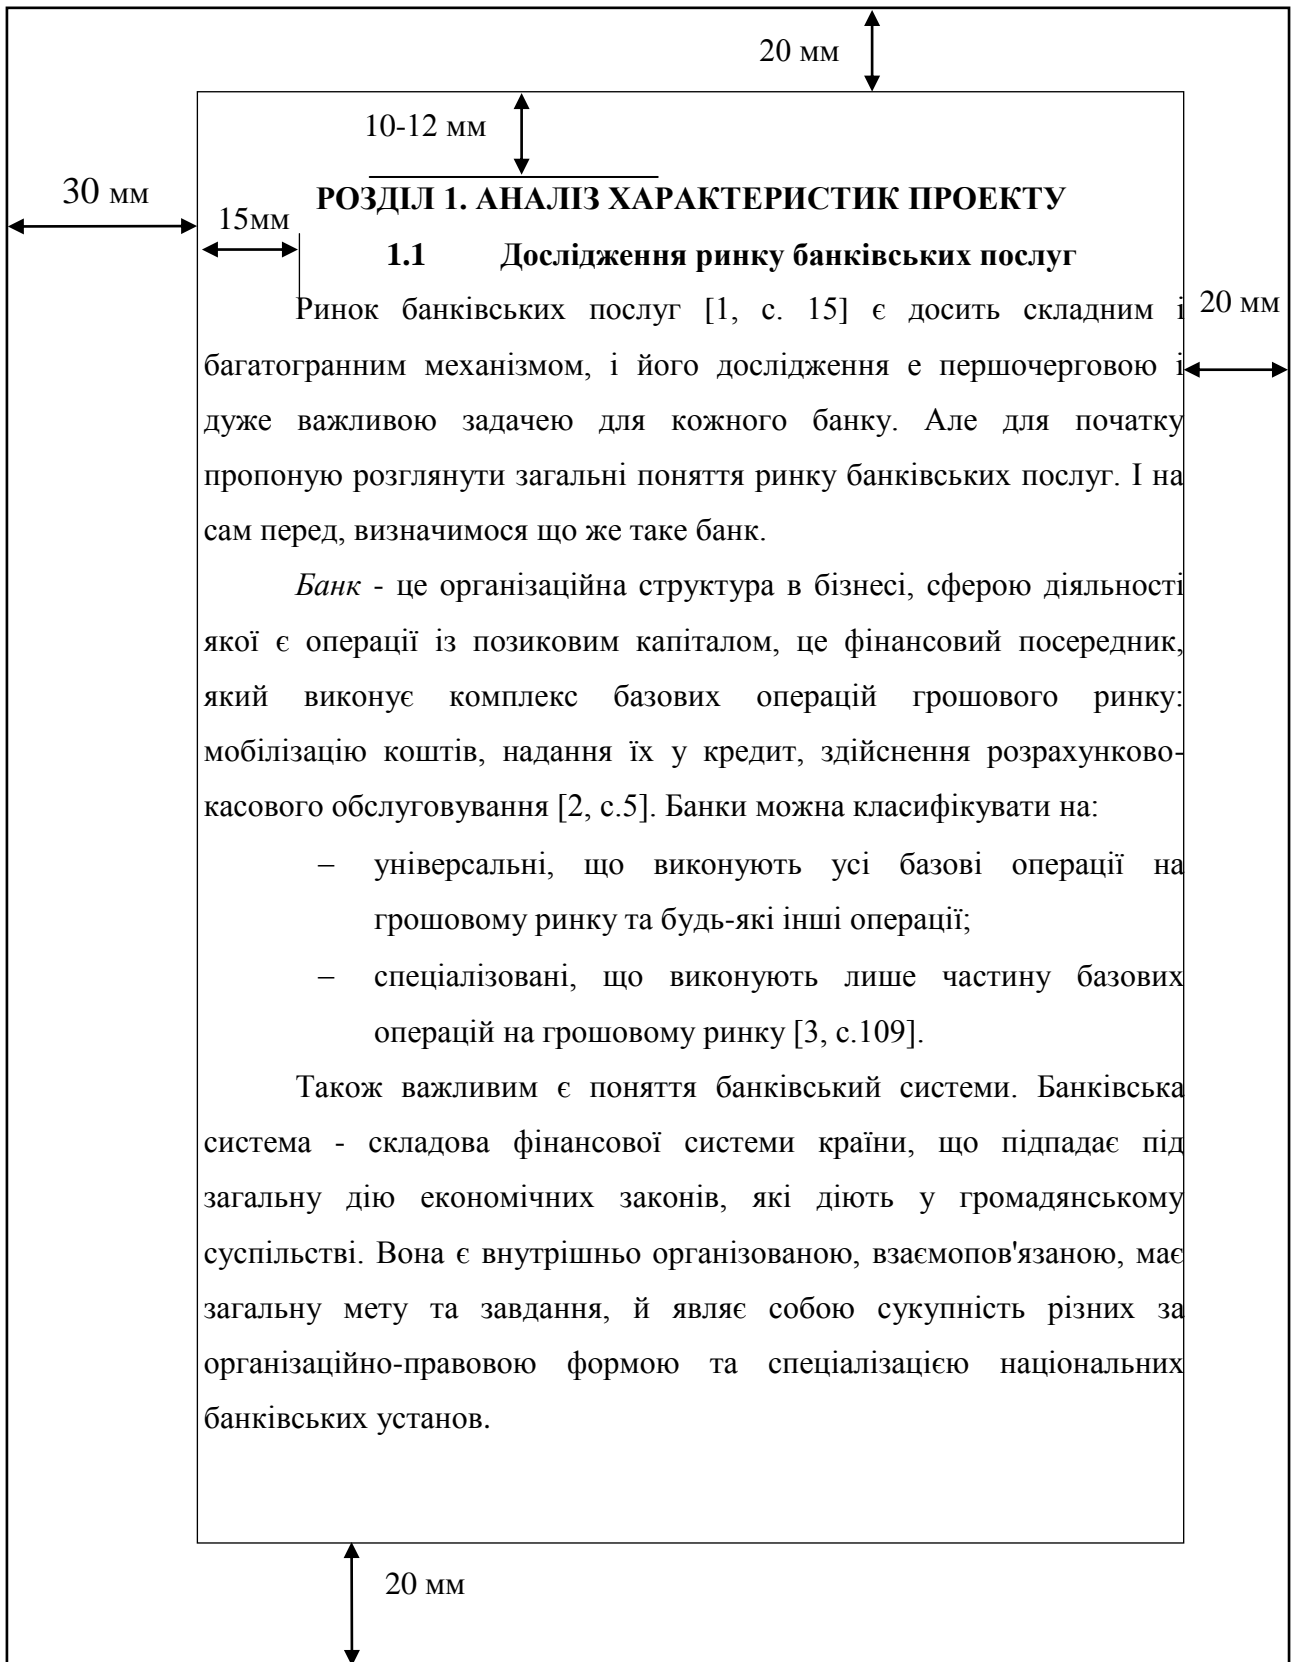 20 мм
10-12 мм
30 мм
РОЗДІЛ 1. АНАЛІЗ ХАРАКТЕРИСТИК ПРОЕКТУ
15мм
1.1 Дослідження ринку банківських послуг
Ринок банківських послуг [1, с. 15] є досить складним і
20 мм
багатогранним механізмом, і його дослідження е першочерговою і
дуже важливою задачею для кожного банку. Але для початку
пропоную розглянути загальні поняття ринку банківських послуг. І на
сам перед, визначимося що же таке банк.
Банк - це організаційна структура в бізнесі, сферою діяльності
якої є операції із позиковим капіталом, це фінансовий посередник,
який виконує комплекс базових операцій грошового ринку:
мобілізацію коштів, надання їх у кредит, здійснення розрахунково-
касового обслуговування [2, с.5]. Банки можна класифікувати на:
– універсальні, що виконують усі базові операції на
грошовому ринку та будь-які інші операції;
– спеціалізовані, що виконують лише частину базових
операцій на грошовому ринку [3, с.109].
Також важливим є поняття банківський системи. Банківська
система - складова фінансової системи країни, що підпадає під
загальну дію економічних законів, які діють у громадянському
суспільстві. Вона є внутрішньо організованою, взаємопов'язаною, має
загальну мету та завдання, й являє собою сукупність різних за
організаційно-правовою формою та спеціалізацією національних
банківських установ.
20 мм